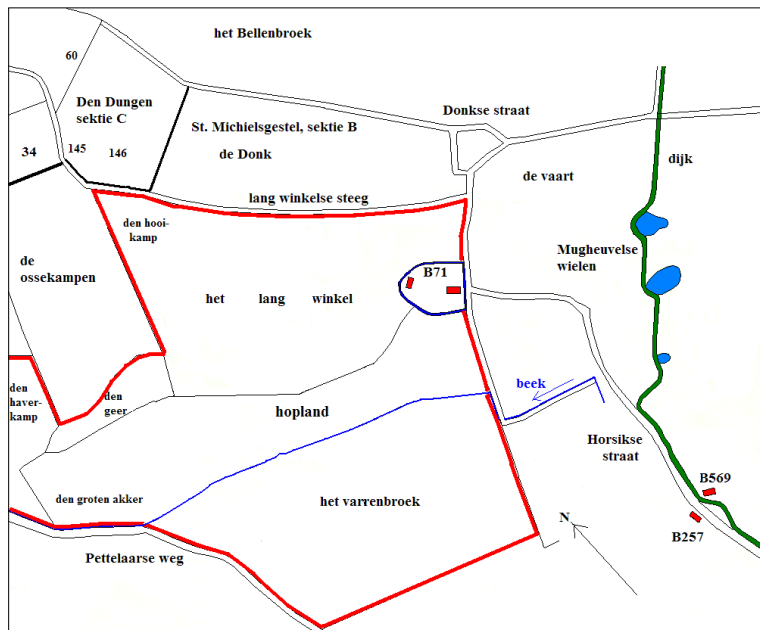 het Bellenbroek
60
Den Dungen
sektie C
Donkse straat
St. Michielsgestel, sektie B
34
145
146
de Donk
dijk
de vaart
lang winkelse steeg
den hooi-
kamp
de
ossekampen
Mugheuvelse
wielen
B71
het lang winkel
den
haver-
kamp
den
geer
beek
hopland
Horsikse
straat
B569
den groten akker
het varrenbroek
N
B257
Pettelaarse weg